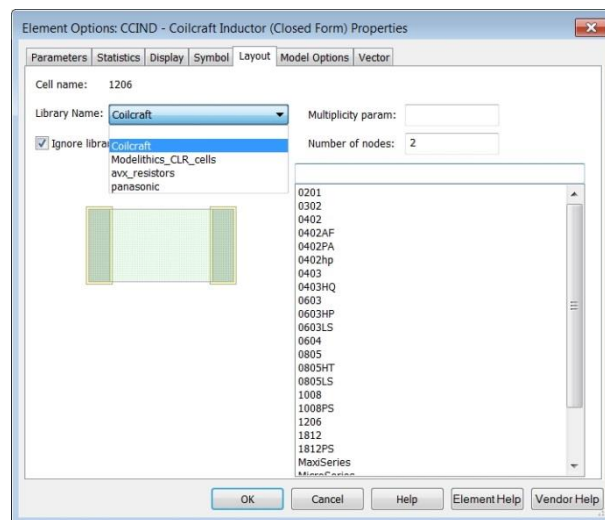 Element Options: CCIND - Coilcraft Inductor (Closed Form) Properties
Parameters Statistics Display Symbol Layout Model Options Vector
Cell name: 1206
Library Name: Coilcraft
Multiplicity param:
Ignore libra
Number of nodes: 2
Coilcraft
Modelithics_CLR_cells
avx_resistors
panasonic
0201
0302
0402
0402AF
0402PA
0402hp
0403
0403HQ
0603
0603HP
0603LS
0604
0805
0805HT
0805LS
1008
1008PS
1206
1812
1812PS
MaxiSeries
OK Cancel Help Element Help Vendor Help